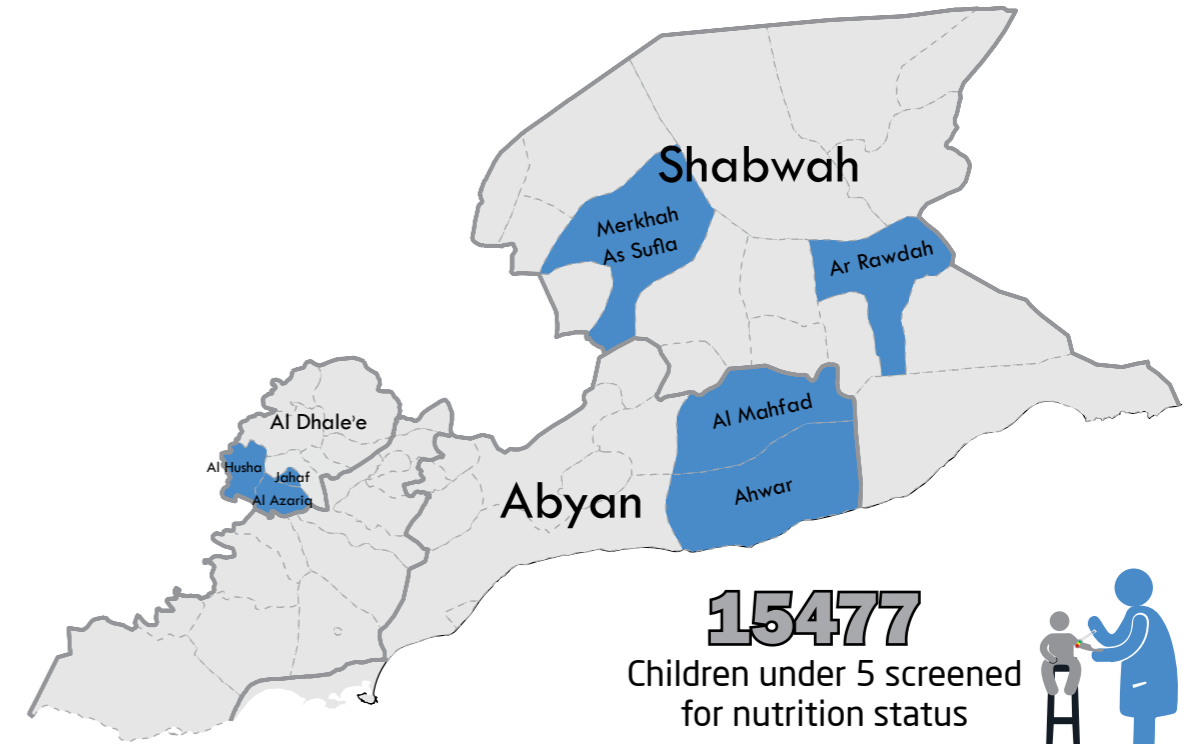 Shabwah
Merkhah
As Sufla
Ar Rawdah
Al Mahfad
Al Dhale'e
Al Husha
Jahaf
Al Azariq
Abyan
Ahwar
15477
Children under 5 screened
for nutrition status